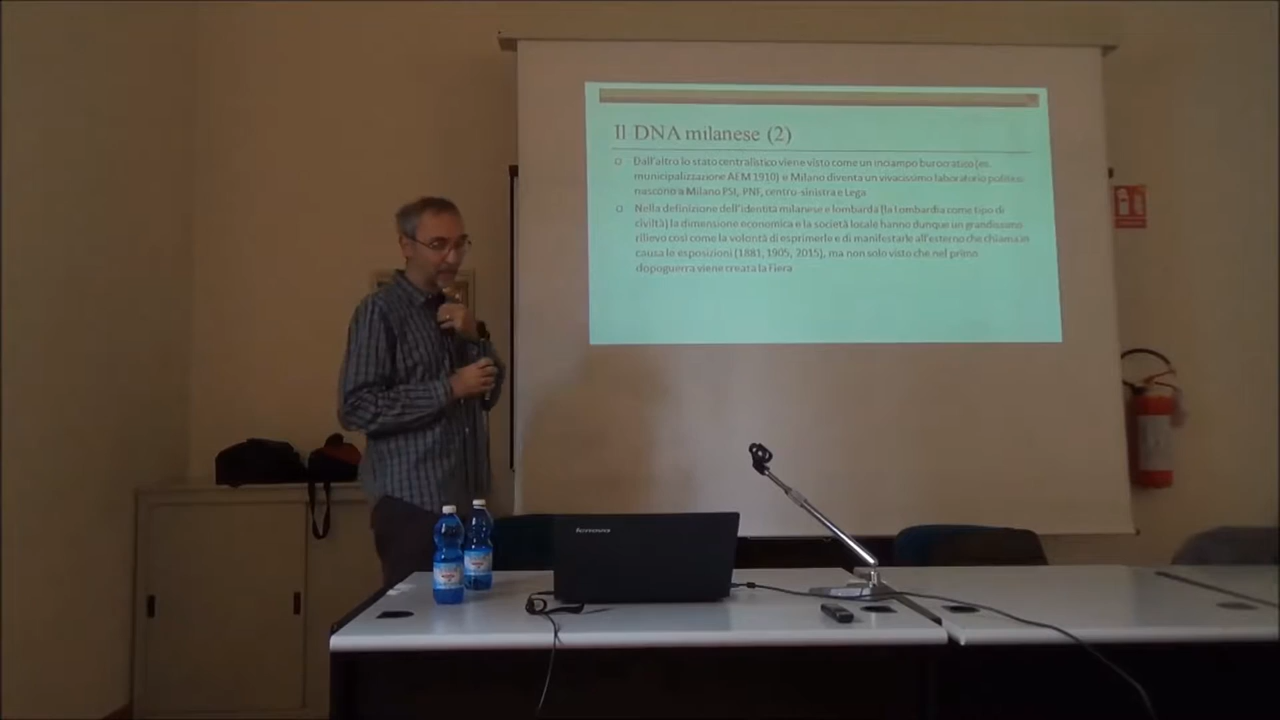 Il DNA milanese (2)
Dall'altro lo stato centralistico viene visto come un inciampo burocratico (es.
municipalizzazione AEM 1910) e Milano diventa un vivacissimo laboratorio politico:
nascono a Milano PSI, PNF, centro-sinistra e Lega
Nella definizione dell'identità milanese e lombarda (la Lombardia come tipo di
civiltà) la dimensione economica e la società locale hanno dunque un grandissimo
rilievo così come la volontà di esprimerle e di manifestarle all'esterno che chiama in
causa le esposizioni (1881, 1905, 2015), ma non solo visto che nel primo
dopoguerra viene creata la Fiera
lenovo